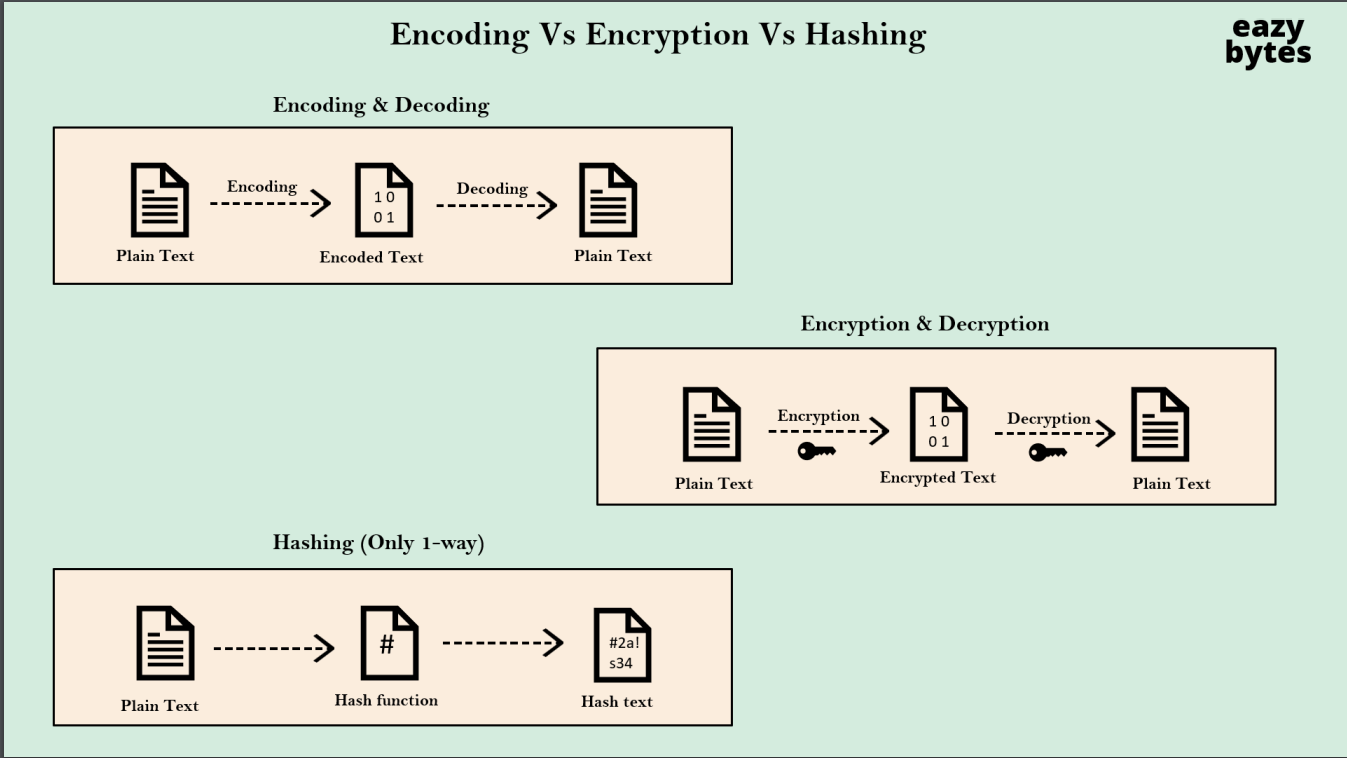 Encoding Vs Encryption Vs Hashing
eazy
bytes
Encoding & Decoding
Encoding
Decoding
1 0
0 1
Plain Text
Encoded Text
Plain Text
Encryption & Decryption
Encryption
Decryption
1 0
0 1
Plain Text
Encrypted Text
Plain Text
Hashing (Only 1-way)
#
#2a!
s34
Plain Text
Hash function
Hash text